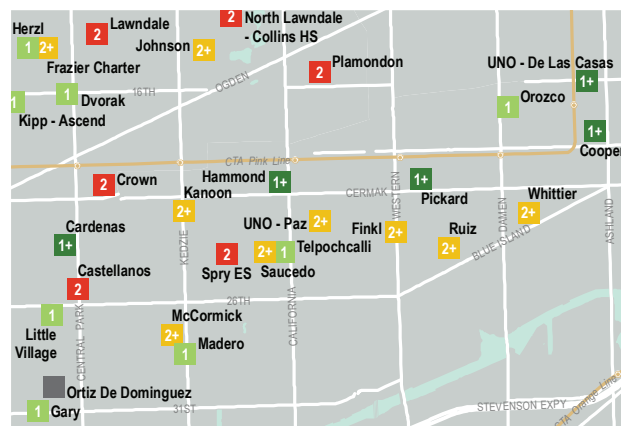 Herzl
1
2+
Frazier Charter
2
Lawndale
Johnson
2+
2
North Lawndale
- Collins HS
OGDEN
2
Plamondon
UNO - De Las Casas
1+
1
Orozco
1
Kipp - Ascend
1
Dvorak
16TH
1+
Cooper
CTA Pink Line
2
Crown
Kanoon
2+
Hammond
1+
CERMAK
WESTERN
1+
Pickard
DAMEN
Whittier
2+
ASHLAND
Cardenas
1+
KEDZIE
UNO - Paz
2+
Finkl
2+
Ruiz
2+
BLUE ISLAND
2
Spry ES
2+
1
Telpochcalli
Saucedo
Castellanos
2
26TH
CALIFORNIA
1
Little
Village
CENTRAL PARK
McCormick
2+
1
Madero
Ortiz De Dominguez
1
Gary
31ST
STEVENSON EXPY
CTA Orange Line